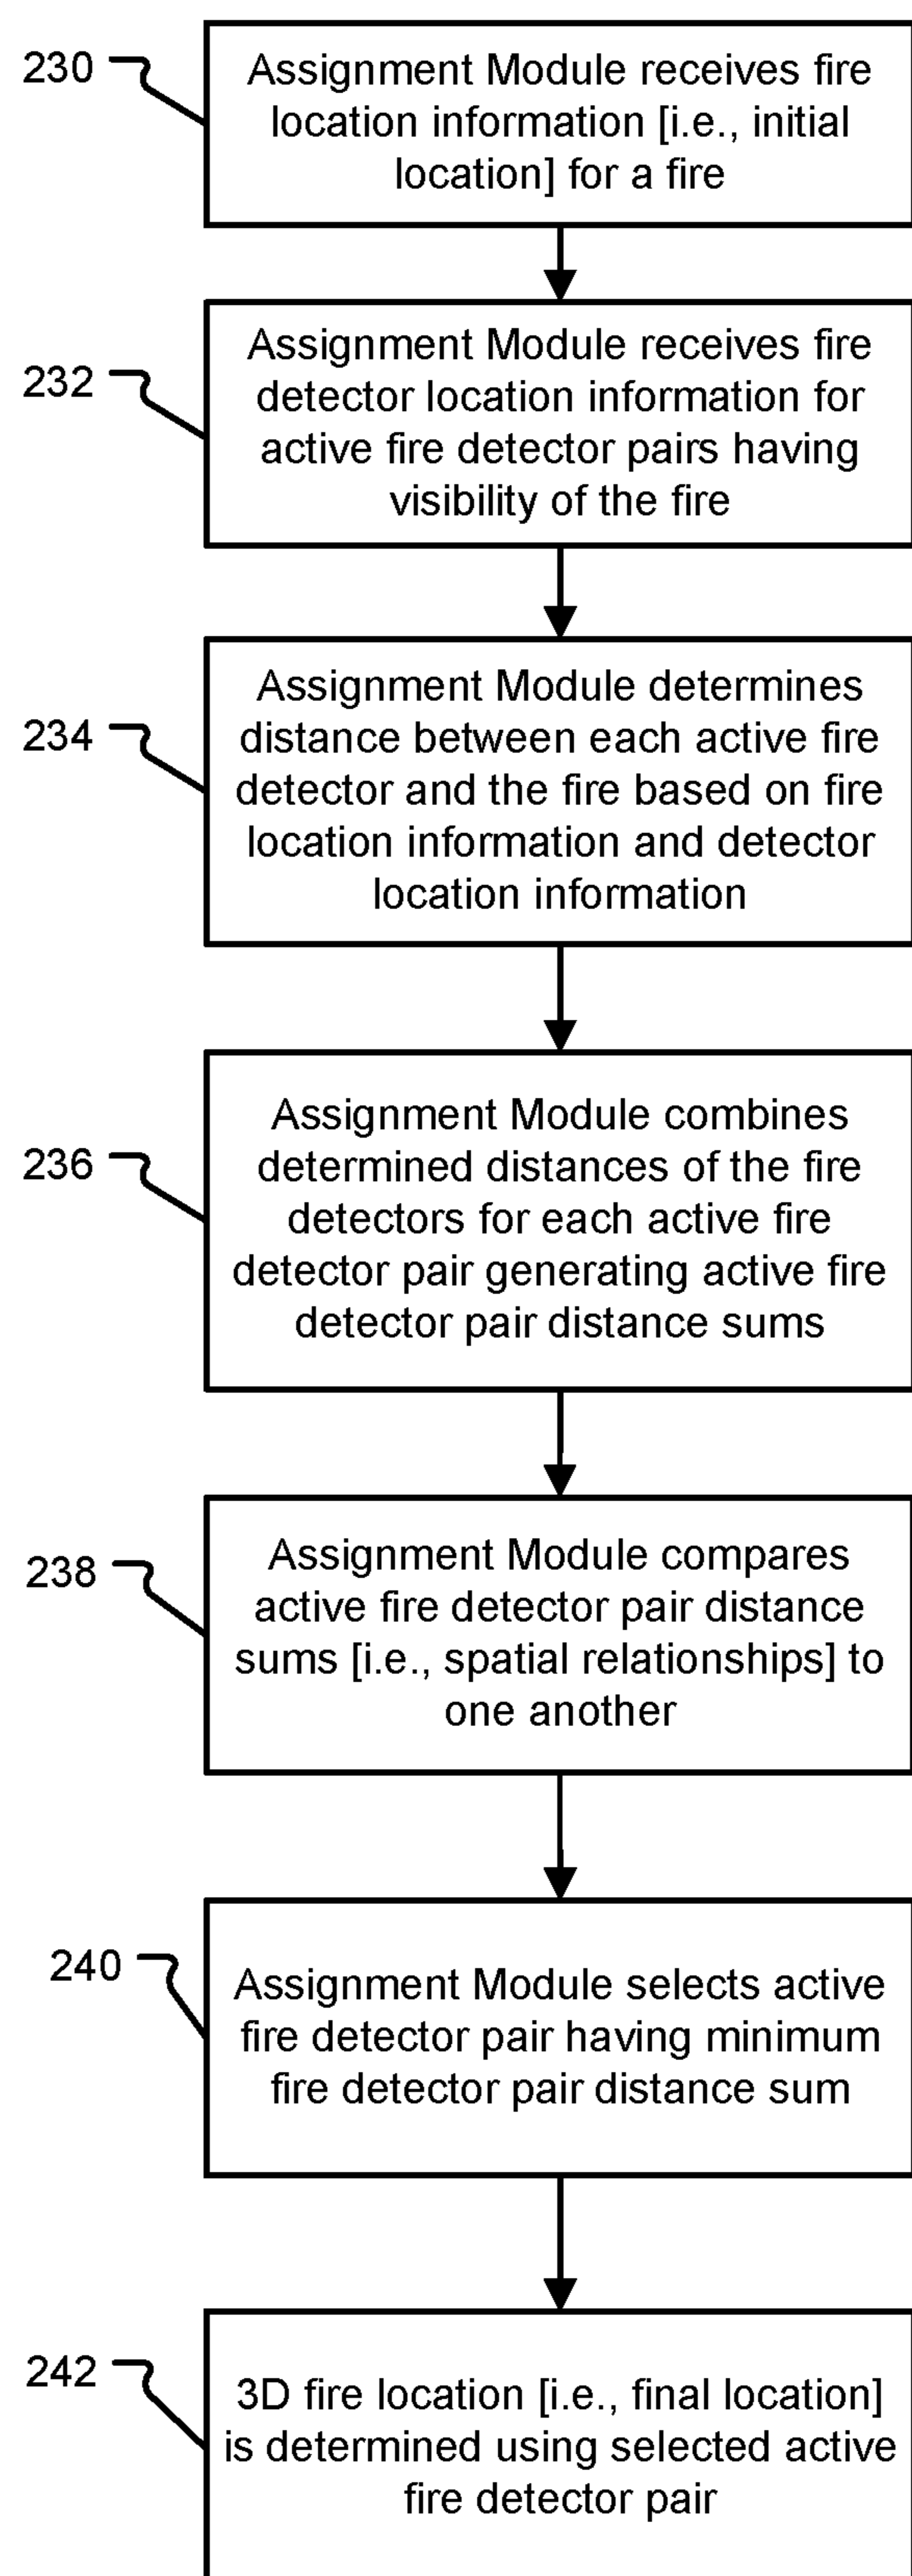 230
Assignment Module receives fire
location information [i.e., initial
location] for a fire
232
Assignment Module receives fire
detector location information for
active fire detector pairs having
visibility of the fire
234
Assignment Module determines
distance between each active fire
detector and the fire based on fire
location information and detector
location information
236
Assignment Module combines
determined distances of the fire
detectors for each active fire
detector pair generating active fire
detector pair distance sums
238
Assignment Module compares
active fire detector pair distance
sums [i.e., spatial relationships] to
one another
240
Assignment Module selects active
fire detector pair having minimum
fire detector pair distance sum
242
3D fire location [i.e., final location]
is determined using selected active
fire detector pair